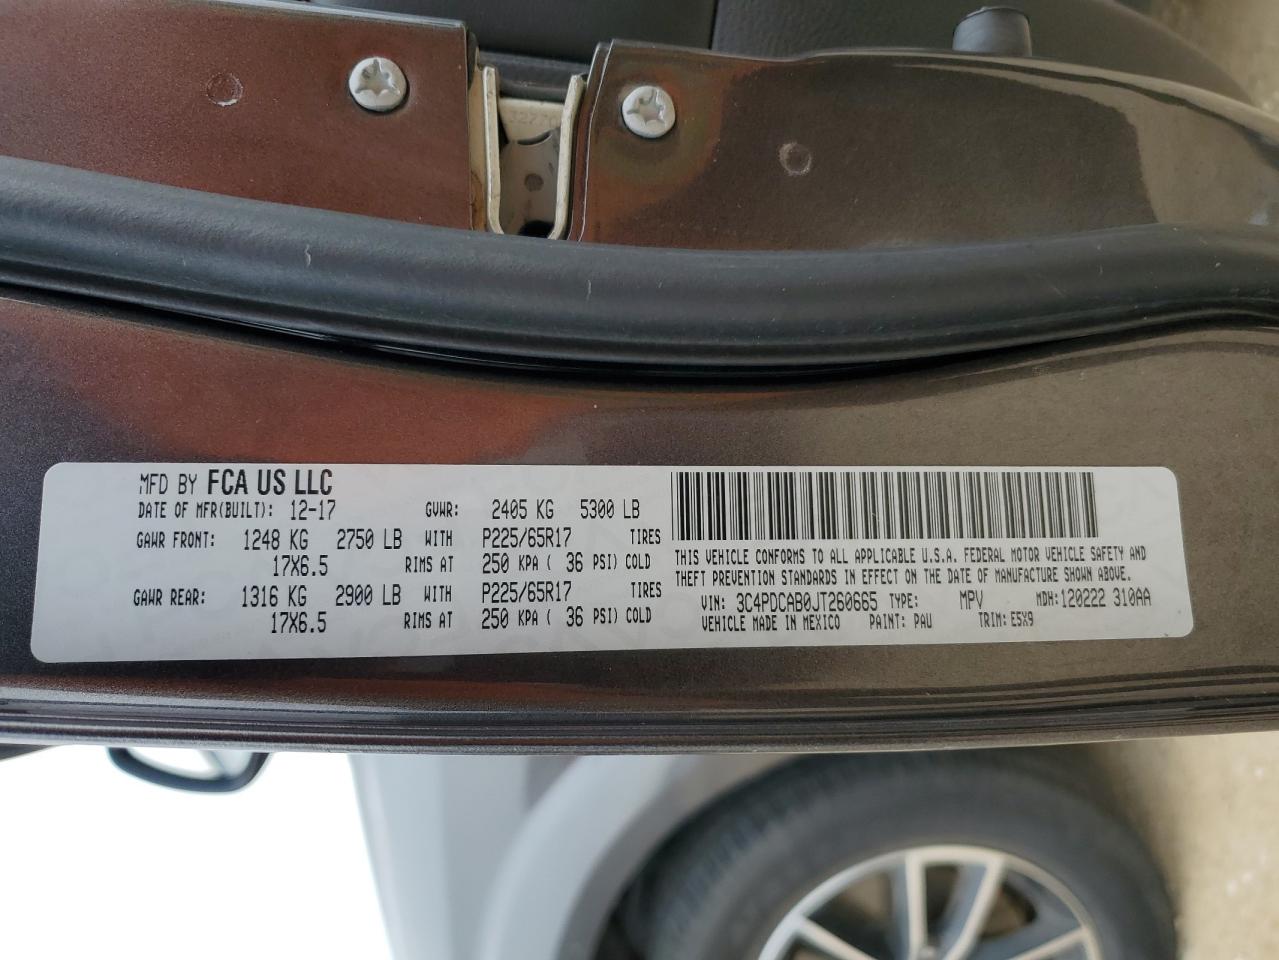 32770
MFD BY FCA US LLC
DATE OF MFR(BUILT): 12-17 GVWR: 2405 KG 5300 LB
GAWR FRONT: 1248 KG 2750 LB WITH P225/65R17 TIRES
17X6.5 RIMS AT 250 KPA ( 36 PSI) COLD
GAWR REAR: 1316 KG 2900 LB WITH P225/65R17 TIRES
17X6.5 RIMS AT 250 KPA ( 36 PSI) COLD
THIS VEHICLE CONFORMS TO ALL APPLICABLE U.S.A. FEDERAL MOTOR VEHICLE SAFETY AND
THEFT PREVENTION STANDARDS IN EFFECT ON THE DATE OF MANUFACTURE SHOWN ABOVE.
VIN: 3C4PDCAB0JT260665 TYPE: MPV MDH:120222 310AA
VEHICLE MADE IN MEXICO PAINT: PAU TRIM: E5X9